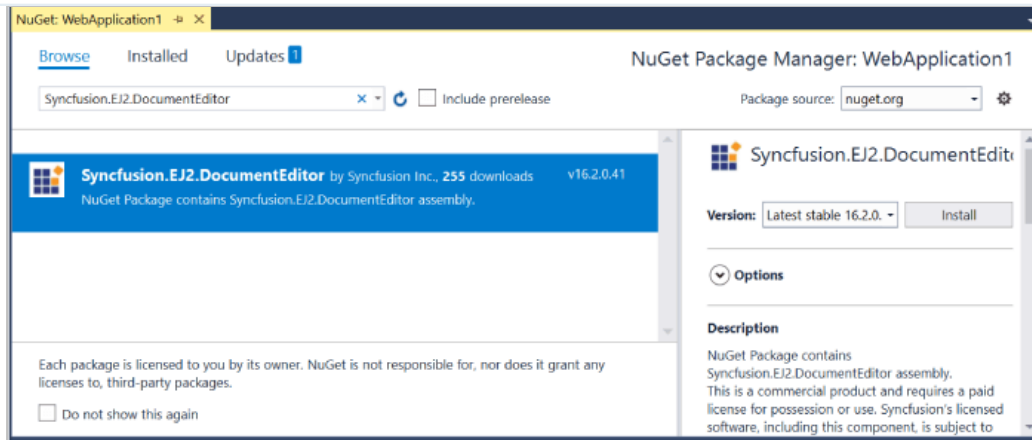 NuGet: WebApplication1
Browse Installed Updates 1
NuGet Package Manager: WebApplication1
Syncfusion.EJ2.DocumentEditor
Include prerelease
Package source: nuget.org
Syncfusion.EJ2.DocumentEditor by Syncfusion Inc., 255 downloads v16.2.0.41
NuGet Package contains Syncfusion.EJ2.DocumentEditor assembly.
Each package is licensed to you by its owner. NuGet is not responsible for, nor does it grant any
licenses to, third-party packages.
Do not show this again
Syncfusion.EJ2.DocumentEdito
Version: Latest stable 16.2.0. Install
Options
Description
NuGet Package contains
Syncfusion.EJ2.DocumentEditor assembly.
This is a commercial product and requires a paid
license for possession or use. Syncfusion's licensed
software, including this component, is subject to